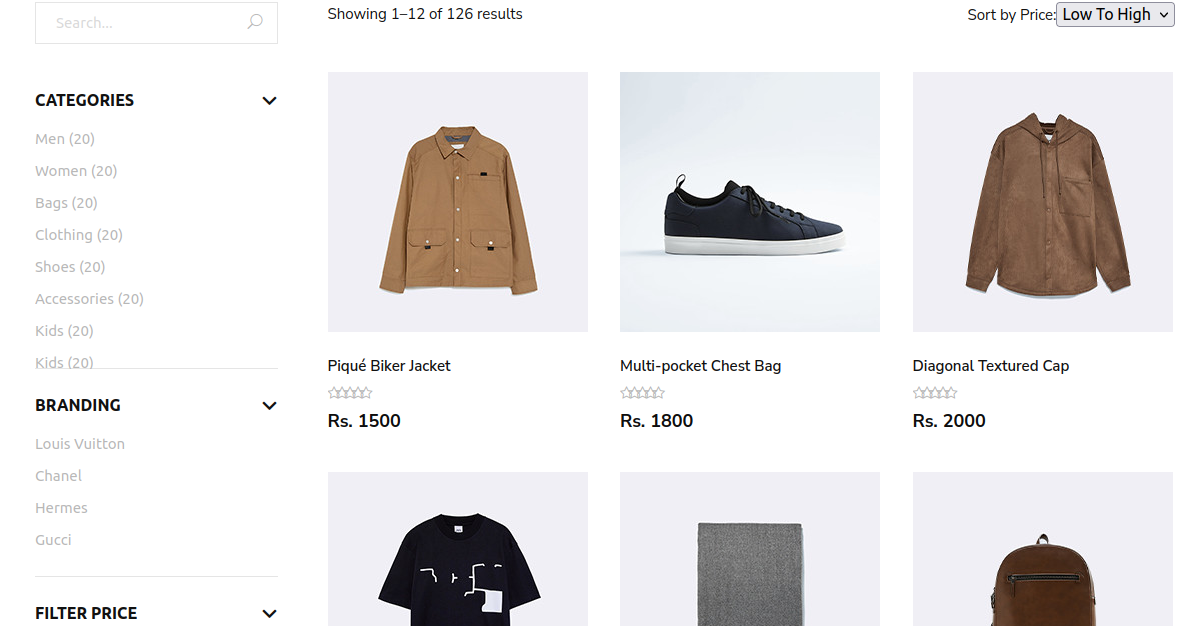 Search...
Showing 1–12 of 126 results
Sort by Price: Low To High
CATEGORIES
Men (20)
Women (20)
Bags (20)
Clothing (20)
Shoes (20)
Accessories (20)
Kids (20)
Kids (20)
BRANDING
Louis Vuitton
Chanel
Hermes
Gucci
FILTER PRICE
Piqué Biker Jacket
Rs. 1500
Multi-pocket Chest Bag
Rs. 1800
Diagonal Textured Cap
Rs. 2000